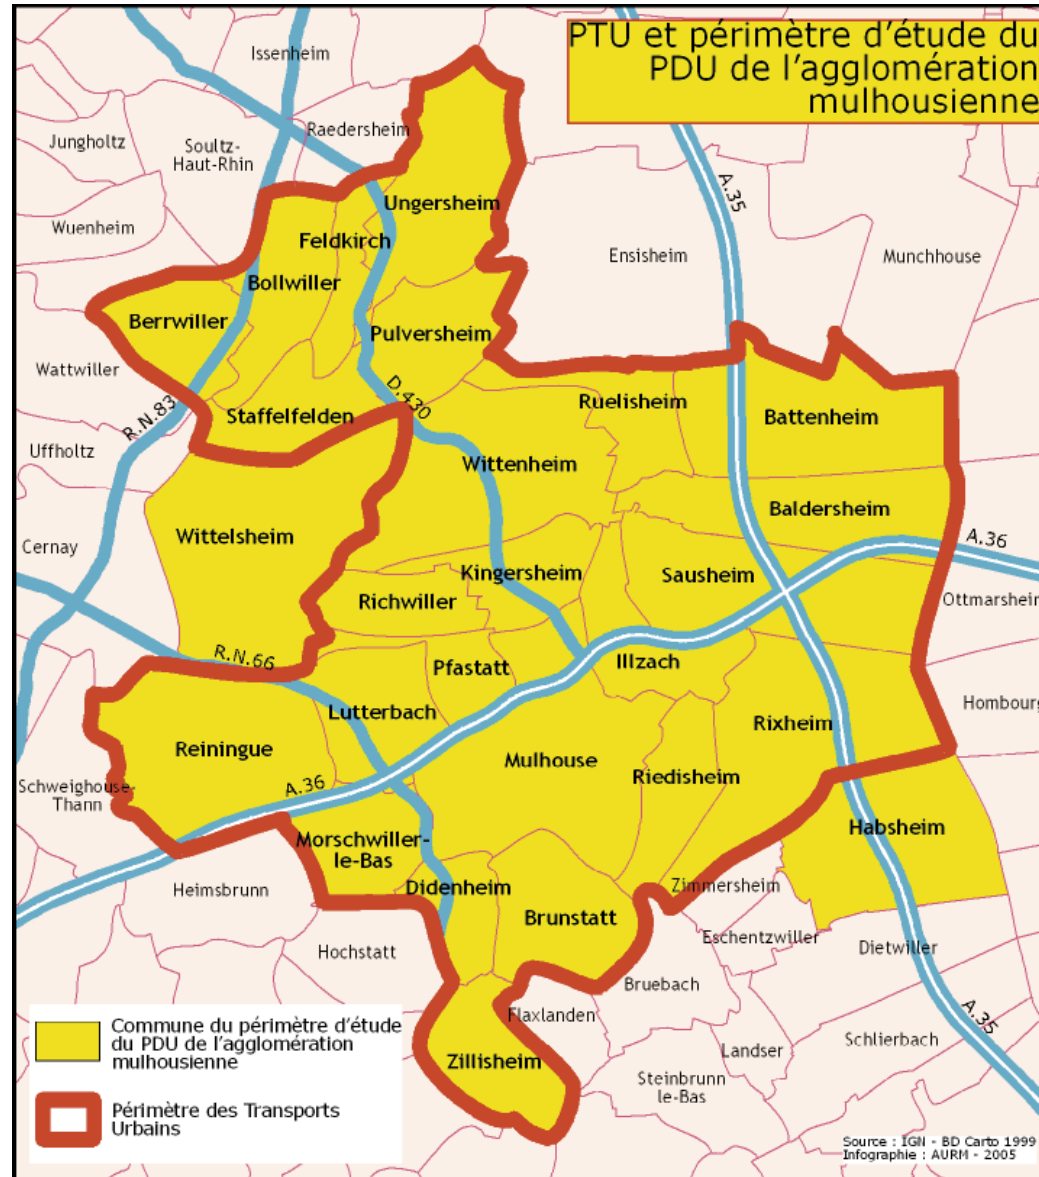 PTU et périmètre d'étude du
PDU de l'agglomération
mulhousienne
Issenheim
Raedersheim
Jungholtz
Soultz-
Haut-Rhin
Ungersheim
A.35
Wuenheim
Feldkirch
Ensisheim
Munchhouse
Bollwiller
Berrwiller
Pulversheim
Wattwiller
D.430
R.N.83
Staffelfelden
Ruelisheim
Battenheim
Uffholtz
Wittenheim
Baldersheim
Wittelsheim
Cernay
A.36
Kingersheim
Sausheim
Richwiller
Ottmarsheim
R.N.66
Pfastatt
Illzach
Lutterbach
Hombourg
Rixheim
Reiningue
Mulhouse
Riedisheim
Schweighouse-
Thann
A.36
Habsheim
Morschwiller-
le-Bas
Heimsbrunn
Didenheim
Zimmersheim
Brunstatt
Eschentzwiller
Hochstatt
Dietwiller
Bruebach
Flaxlanden
A.35
Schlierbach
Landser
Zillisheim
Steinbrunn
le-Bas
Commune du périmètre d'étude
du PDU de l'agglomération
mulhousienne
Périmètre des Transports
Urbains
Source : IGN - BD Carto 1999
Infographie : AURM - 2005